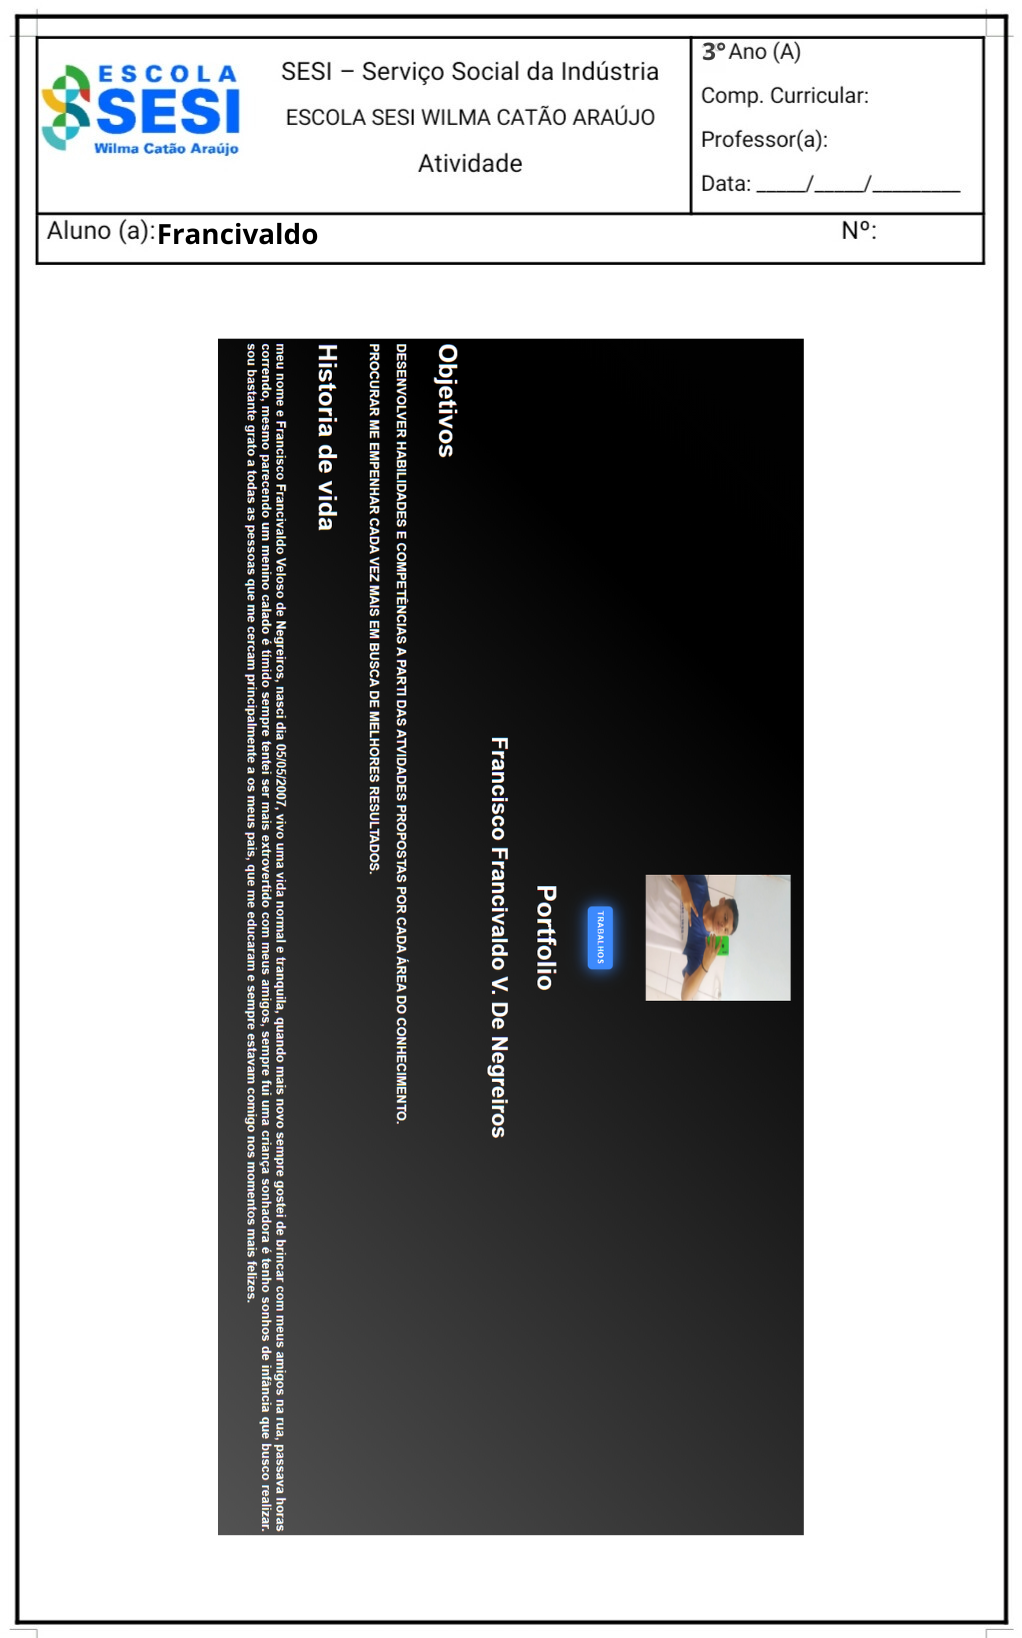 ESCOLA
SESI
Wilma Catão Araújo
SESI – Serviço Social da Indústria
ESCOLA SESI WILMA CATÃO ARAÚJO
Atividade
3º Ano (A)
Comp. Curricular:
Professor(a):
Data: _____/_____/_________
Aluno (a): Francivaldo
Nº:
TRABALHOS
Portfolio
Francisco Francivaldo V. De Negreiros
Objetivos
DESENVOLVER HABILIDADES E COMPETÊNCIAS A PARTI DAS ATVIDADES PROPOSTAS POR CADA ÁREA DO CONHECIMENTO.
PROCURAR ME EMPENHAR CADA VEZ MAIS EM BUSCA DE MELHORES RESULTADOS.
Historia de vida
meu nome e Francisco Francivaldo Veloso de Negreiros, nasci dia 05/05/2007, vivo uma vida normal e tranquila, quando mais novo sempre gostei de brincar com meus amigos na rua, passava horas
correndo, mesmo parecendo um menino calado é tímido sempre tentei ser mais extrovertido com meus amigos, sempre fui uma criança sonhadora é tenho sonhos de infância que busco realizar.
sou bastante grato a todas as pessoas que me cercam principalmente a os meus pais, que me educaram e sempre estavam comigo nos momentos mais felizes.